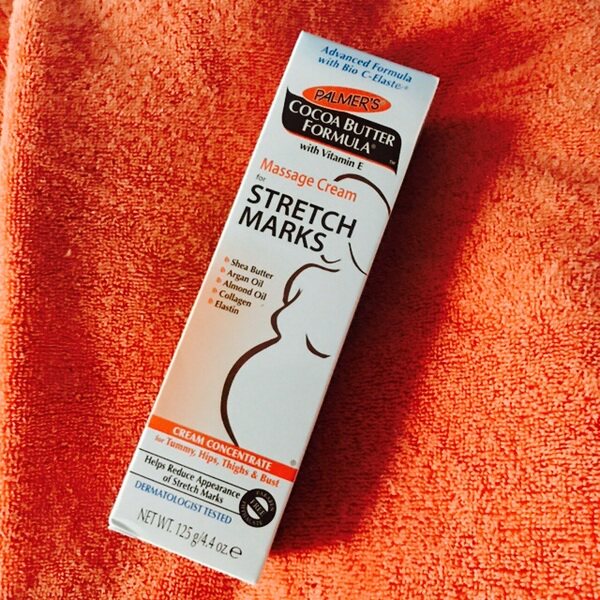 Advanced Formula
with Bio C-Elaste
PALMER'S
COCOA BUTTER
FORMULA®
with Vitamin E
™
Massage Cream
for
STRETCH
MARKS
Shea Butter
Argan Oil
Almond Oil
Collagen
Elastin
®
CREAM CONCENTRATE
for Tummy, Hips, Thighs & Bust
Helps Reduce Appearance
of Stretch Marks
DERMATOLOGIST TESTED
FREE
NET WT. 125 g/4.4 oz. e